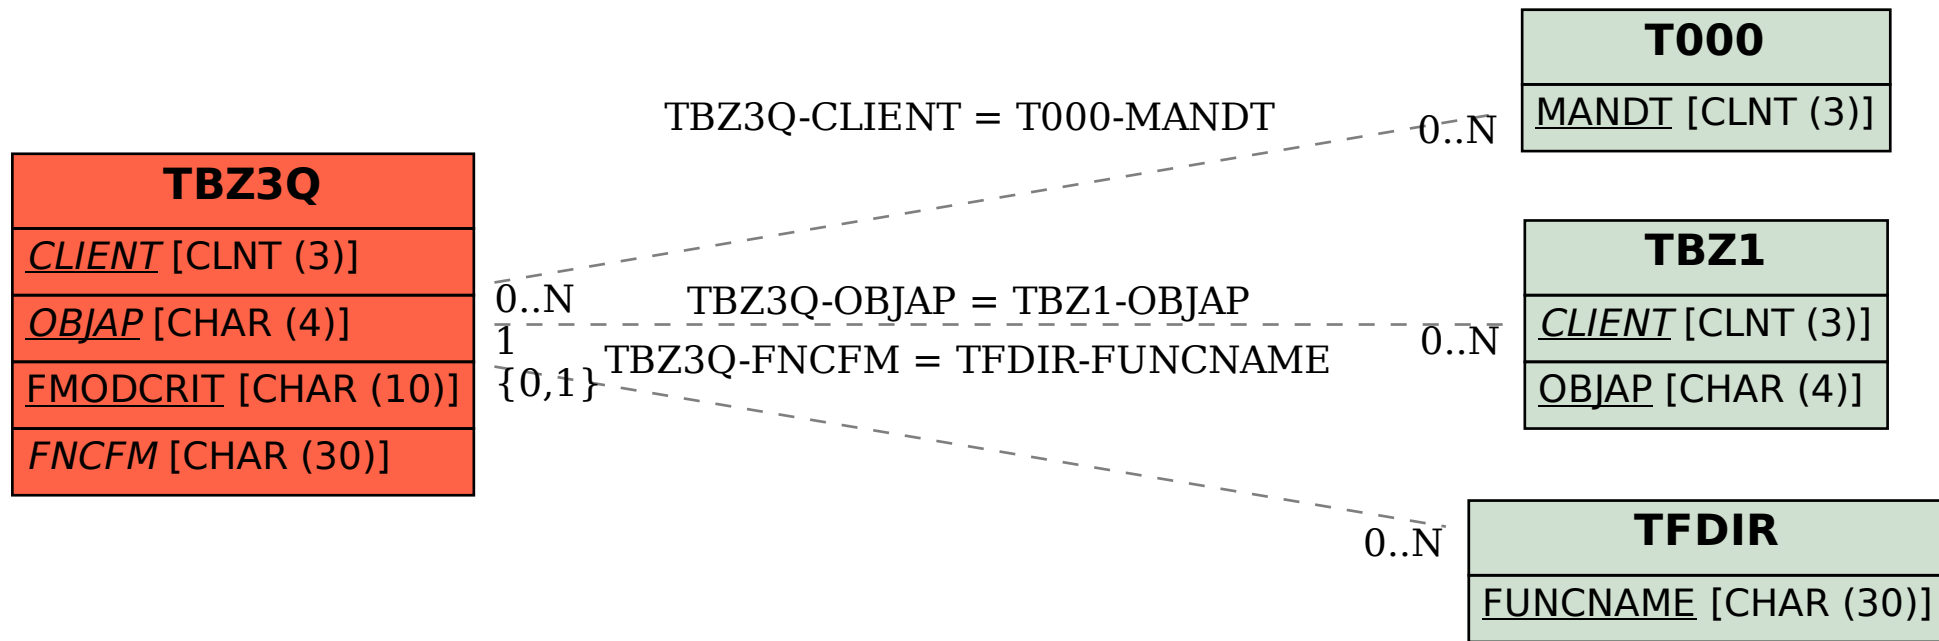 TBZ3Q
CLIENT [CLNT (3)]
OBJAP [CHAR (4)]
FMODCRIT [CHAR (10)]
FNCFM [CHAR (30)]
TBZ3Q-CLIENT = T000-MANDT
0..N
0..N
TBZ3Q-OBJAP = TBZ1-OBJAP
1
0..N
TBZ3Q-FNCFM = TFDIR-FUNCNAME
{0,1}
0..N
T000
MANDT [CLNT (3)]
TBZ1
CLIENT [CLNT (3)]
OBJAP [CHAR (4)]
TFDIR
FUNCNAME [CHAR (30)]